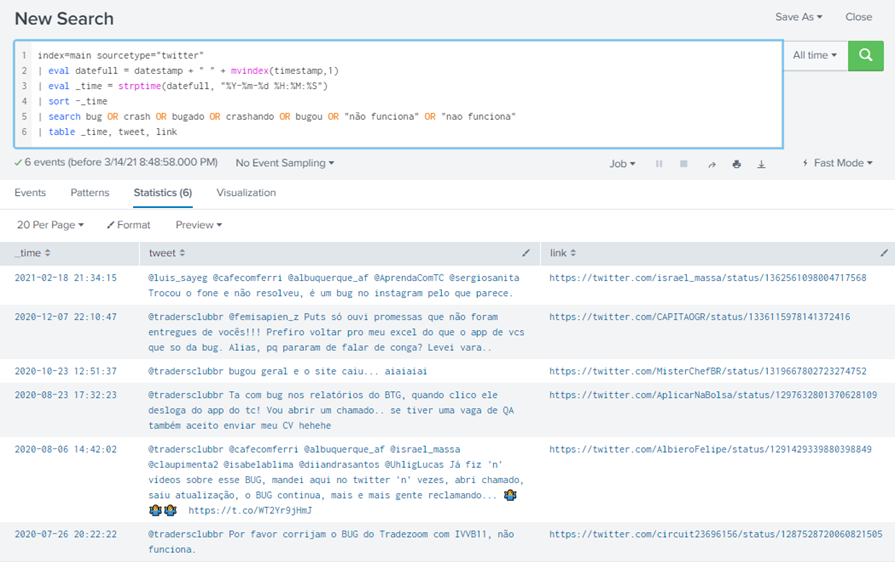 New Search
Save As
Close
1 index=main sourcetype="twitter"
2 | eval datefull = datestamp + " " + mvindex(timestamp,1)
3 | eval _time = strptime(datefull, "%Y-%m-%d %H:%M:%S")
4 | sort -_time
5 | search bug OR crash OR bugado OR crashando OR bugou OR "não funciona" OR "nao funciona"
6 | table _time, tweet, link
All time
6 events (before 3/14/21 8:48:58.000 PM)
No Event Sampling
Job
Fast Mode
Events
Patterns
Statistics (6)
Visualization
20 Per Page
Format
Preview
_time
tweet
link
2021-02-18 21:34:15
@luis_sayeg @cafecomferri @albuquerque_af @AprendaComTC @sergiosanita
Trocou o fone e não resolveu, é um bug no instagram pelo que parece.
https://twitter.com/israel_massa/status/1362561098004717568
2020-12-07 22:10:47
@tradersclubbr @femisapien_z Puts só ouvi promessas que não foram
entregues de vocês!!! Prefiro voltar pro meu excel do que o app de vcs
que so da bug. Alias, pq pararam de falar de conga? Levei vara..
https://twitter.com/CAPITAOGR/status/1336115978141372416
2020-10-23 12:51:37
@tradersclubbr bugou geral e o site caiu... aiaiaiai
https://twitter.com/MisterChefBR/status/1319667802723274752
2020-08-23 17:32:23
@tradersclubbr Ta com bug nos relatórios do BTG, quando clico ele
desloga do app do tc! Vou abrir um chamado.. se tiver uma vaga de QA
também aceito enviar meu CV hehehe
https://twitter.com/AplicarNaBolsa/status/1297632801370628109
2020-08-06 14:42:02
@tradersclubbr @cafecomferri @albuquerque_af @israel_massa
@claupimenta2 @isabelablima @diiandrasantos @UhligLucas Já fiz 'n'
vídeos sobre esse BUG, mandei aqui no twitter 'n' vezes, abri chamado,
saiu atualização, o BUG continua, mais e mais gente reclamando... 🤷‍♂️
🤷‍♂️🤷‍♂️ https://t.co/WT2Yr9jHmJ
https://twitter.com/AlbieroFelipe/status/1291429339880398849
2020-07-26 20:22:22
@tradersclubbr Por favor corrijam o BUG do Tradezoom com IVVB11, não
funciona.
https://twitter.com/circuit23696156/status/1287528720060821505